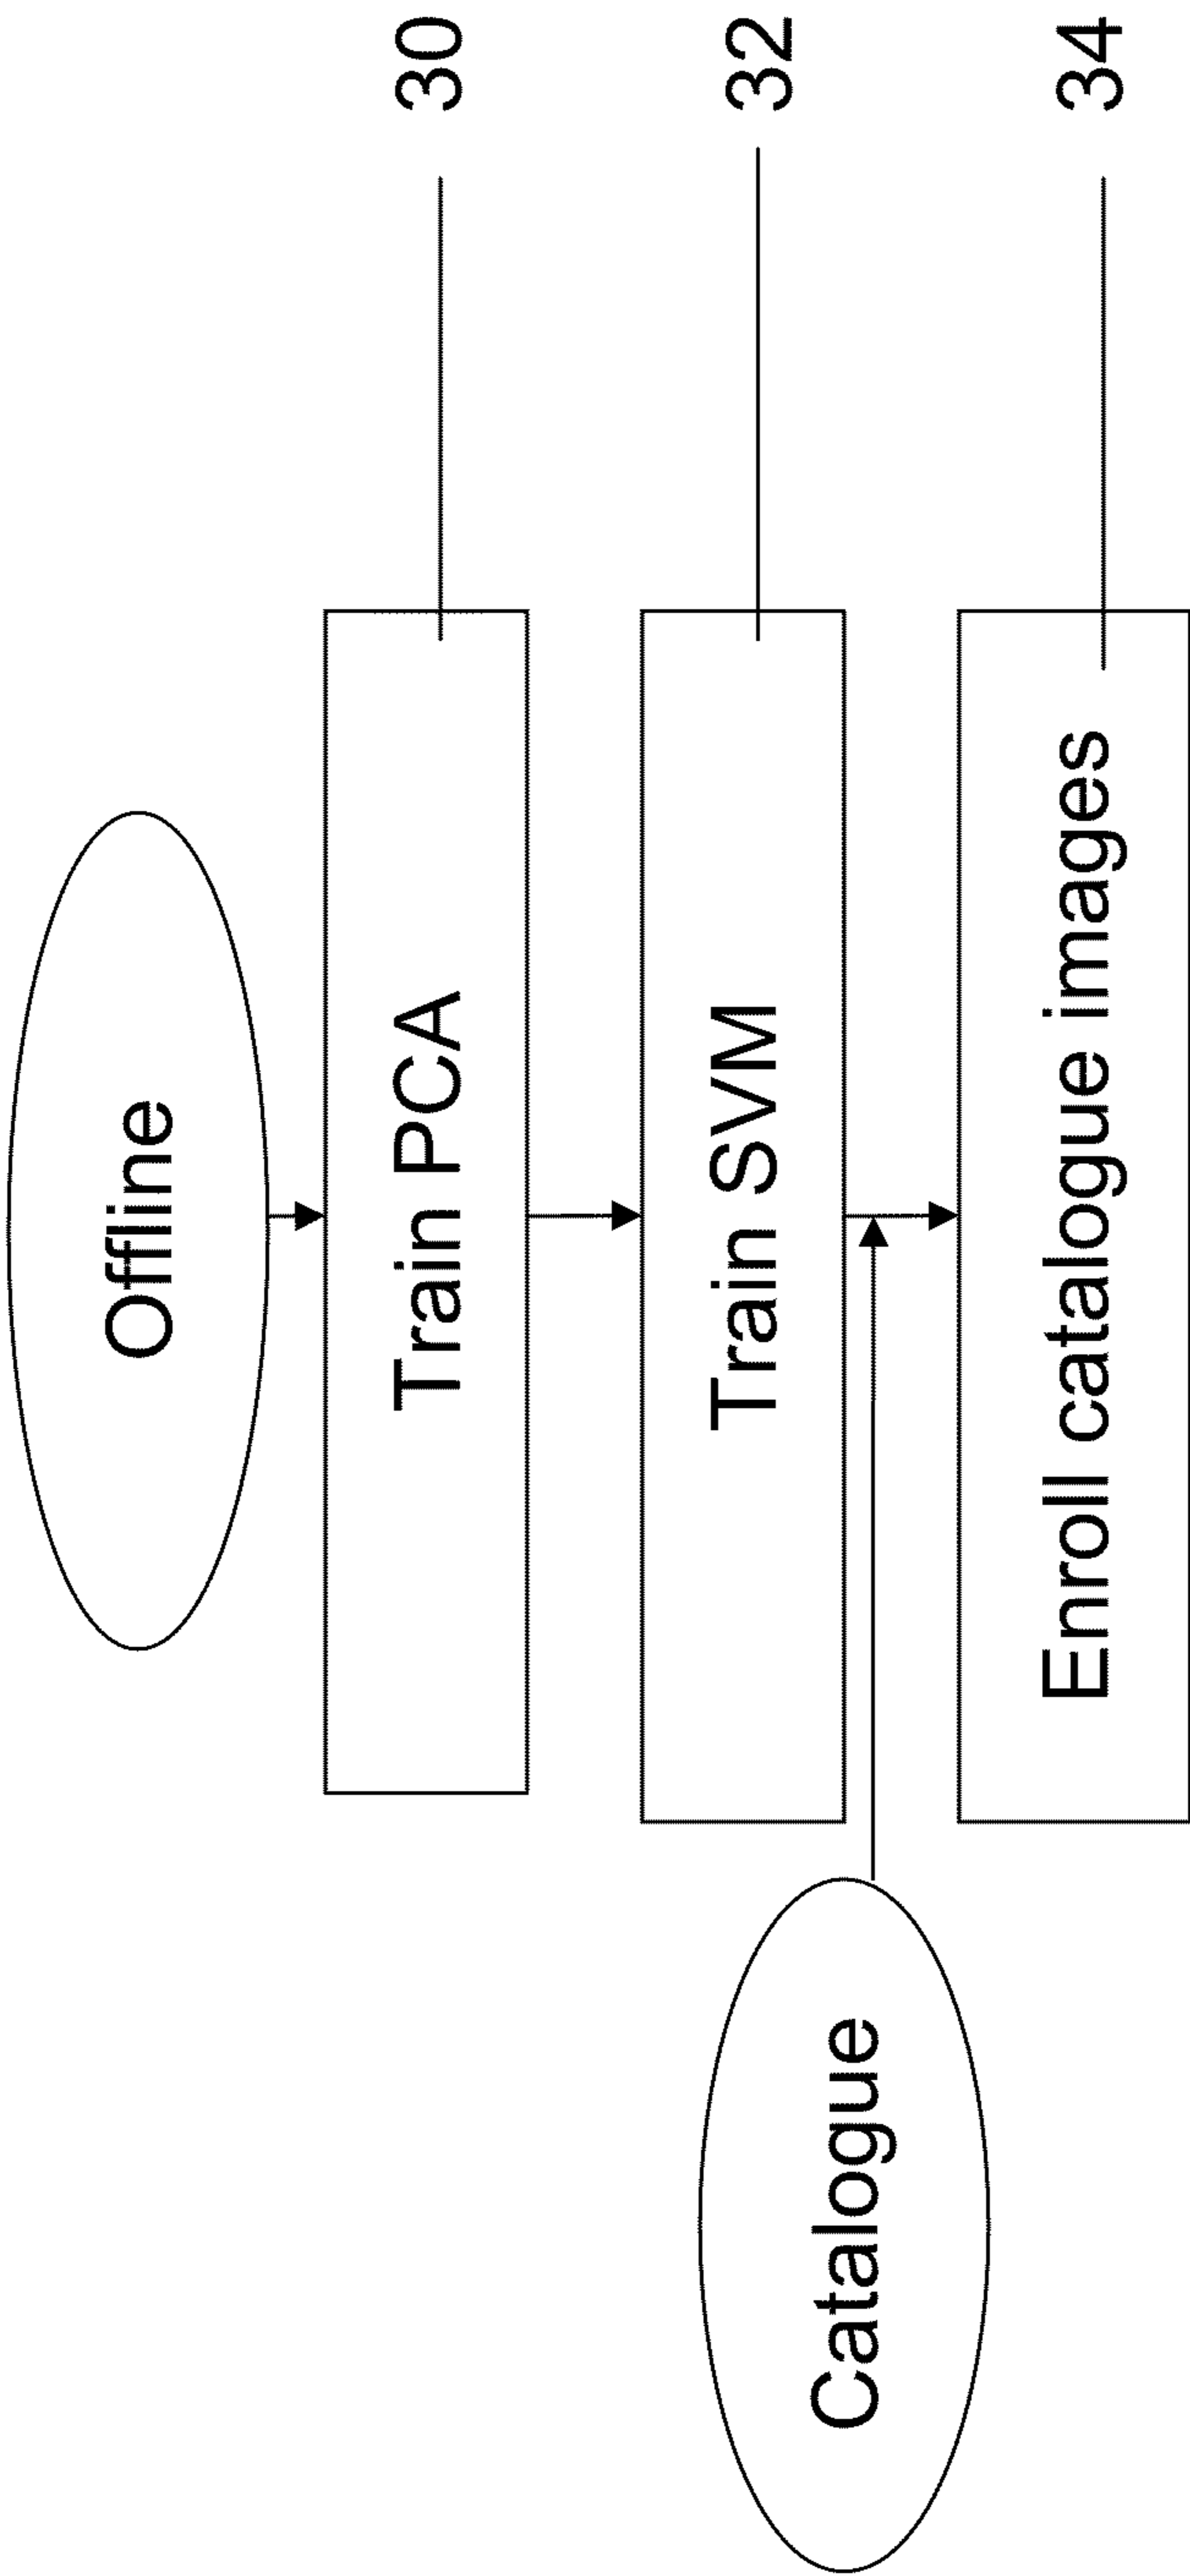 Offline
Train PCA
30
Train SVM
32
Catalogue
Enroll catalogue images
34